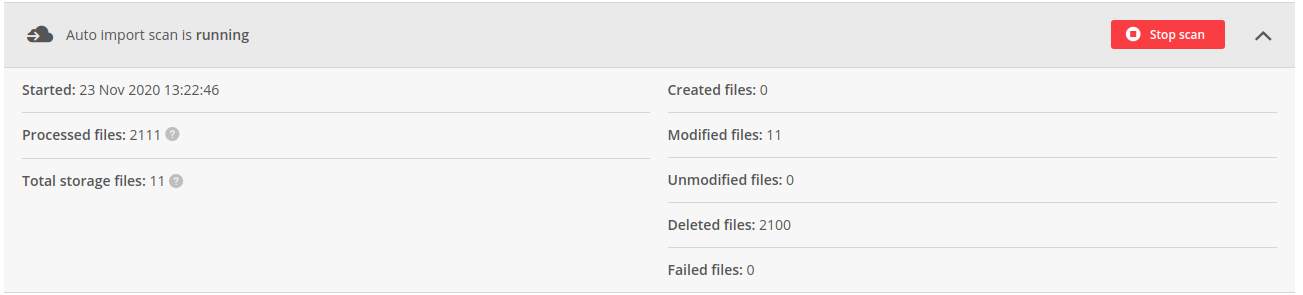 Auto import scan is running
Stop scan
Started: 23 Nov 2020 13:22:46
Processed files: 2111 ?
Total storage files: 11 ?
Created files: 0
Modified files: 11
Unmodified files: 0
Deleted files: 2100
Failed files: 0